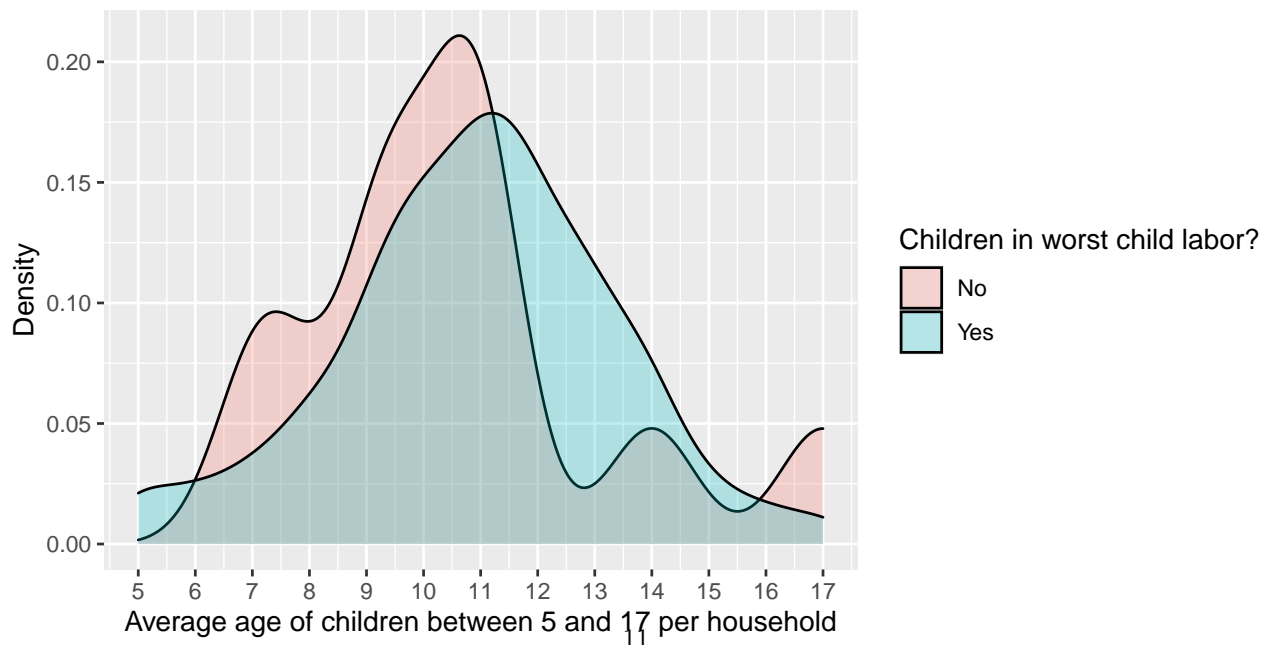 0.20
0.15
0.10
0.05
0.00
Density
5 6 7 8 9 10 11 12 13 14 15 16 17
Average age of children between 5 and 17 per household
11
Children in worst child labor?
No
Yes